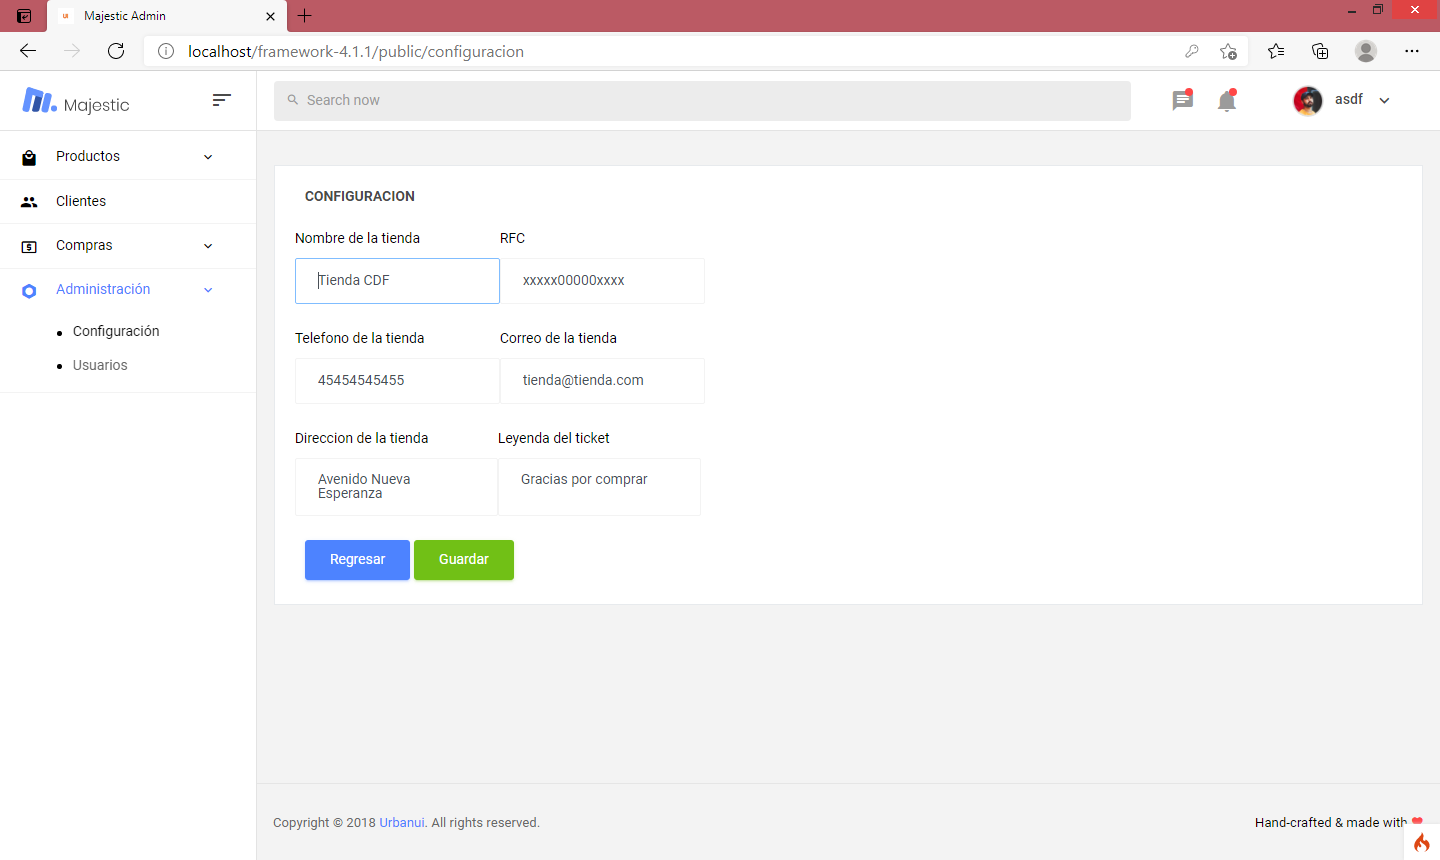 UI Majestic Admin
localhost/framework-4.1.1/public/configuracion
Majestic
Search now
asdf
Productos
Clientes
Compras
Administración
Configuración
Usuarios
CONFIGURACION
Nombre de la tienda RFC
Tienda CDF xxxxx00000xxxx
Telefono de la tienda Correo de la tienda
45454545455 tienda@tienda.com
Direccion de la tienda Leyenda del ticket
Avenido Nueva Gracias por comprar
Esperanza
Regresar Guardar
Copyright © 2018 Urbanui. All rights reserved. Hand-crafted & made with